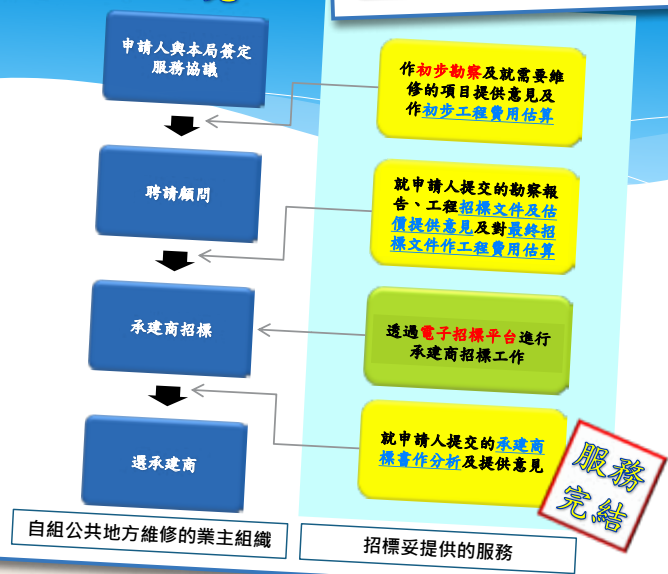 申請人與本局簽定
服務協議
作初步勘察及就需要維
修的項目提供意見及
作初步工程費用估算
聘請顧問
就申請人提交的勘察報
告、工程招標文件及估
價提供意見及對最終招
標文件作工程費用估算
承建商招標
透過電子招標平台進行
承建商招標工作
選承建商
就申請人提交的承建商
標書作分析及提供意見
服務
完結
自組公共地方維修的業主組織
招標妥提供的服務